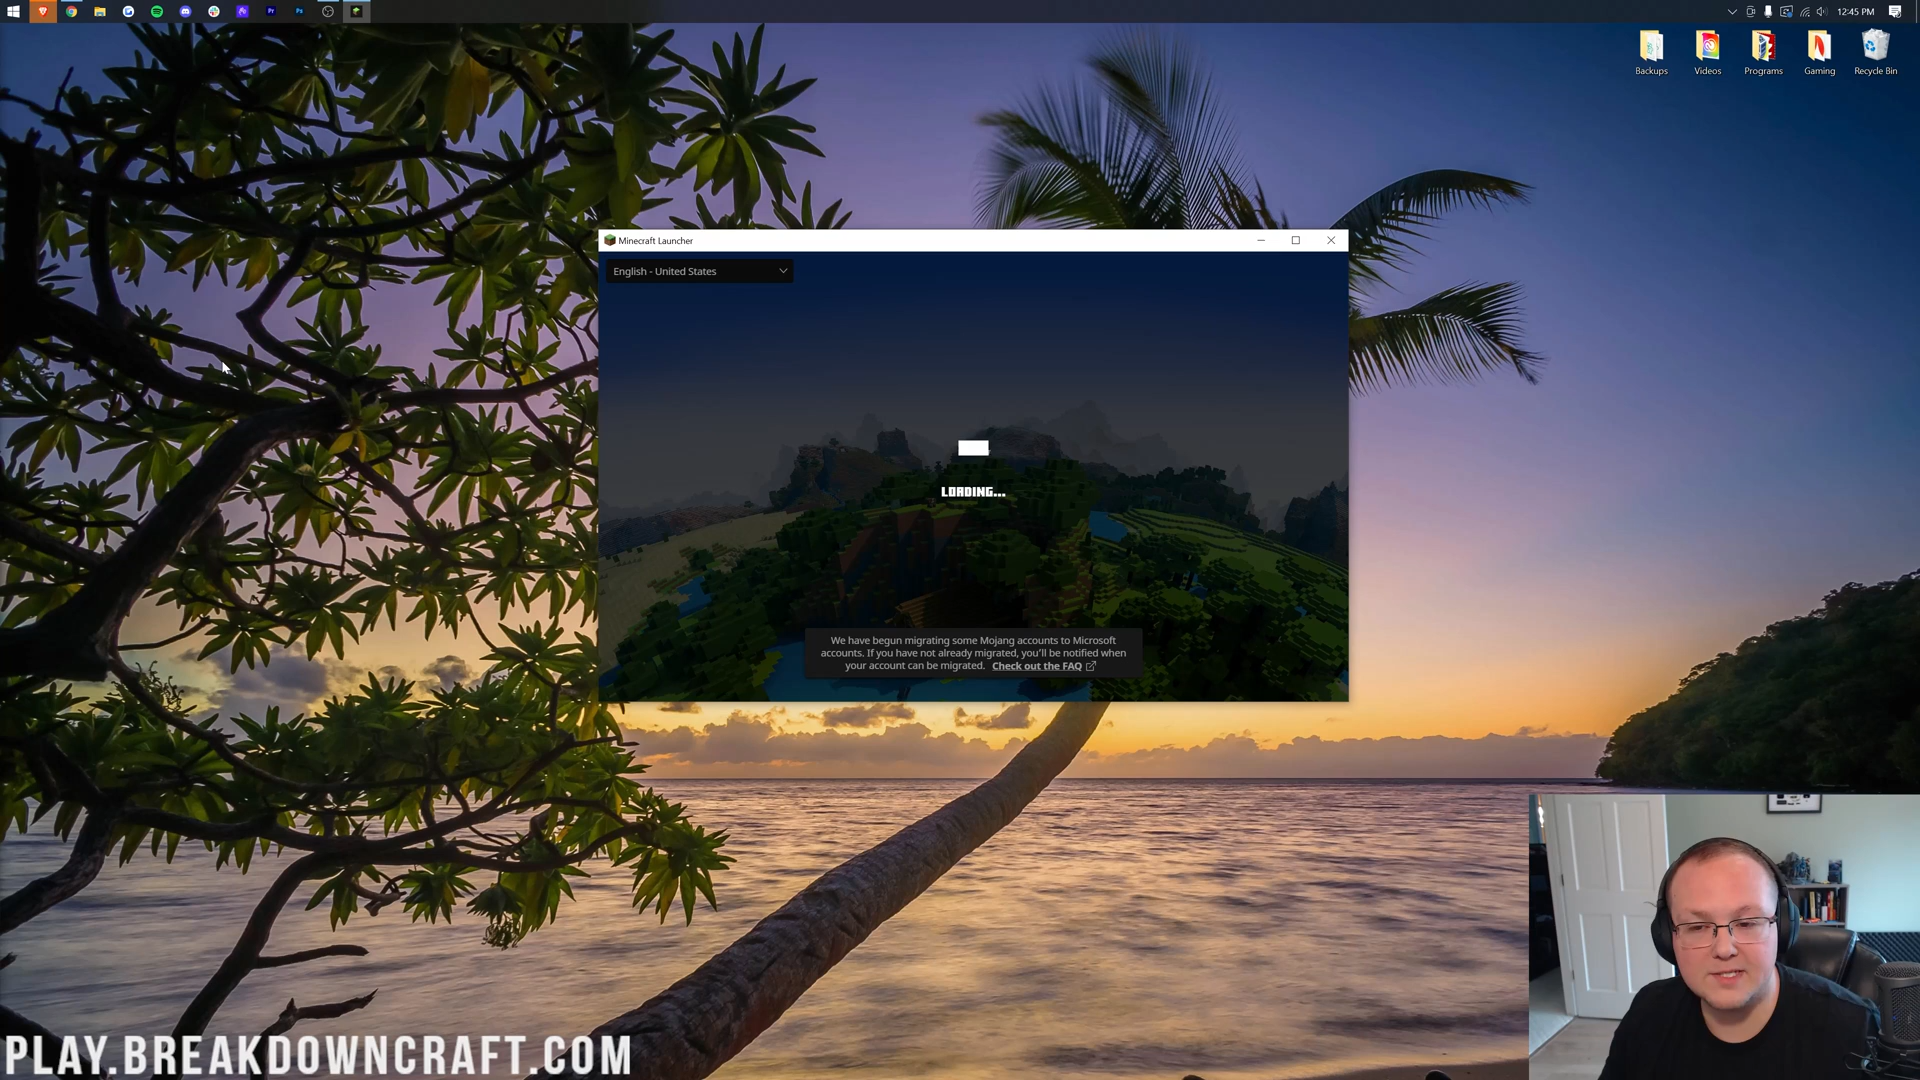 12:45 PM
Backups
Videos
Programs
Gaming
Recycle Bin
Minecraft Launcher
English - United States
LOADING...
We have begun migrating some Mojang accounts to Microsoft
accounts. If you have not already migrated, you'll be notified when
your account can be migrated. Check out the FAQ
PLAY.BREAKDOWNCRAFT.COM